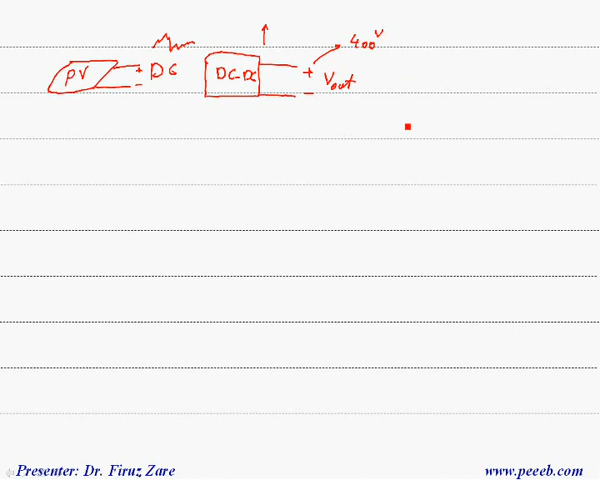 400V
PV + DC DC-DC + Vout
- -
Presenter: Dr. Firuz Zare www.peeeb.com